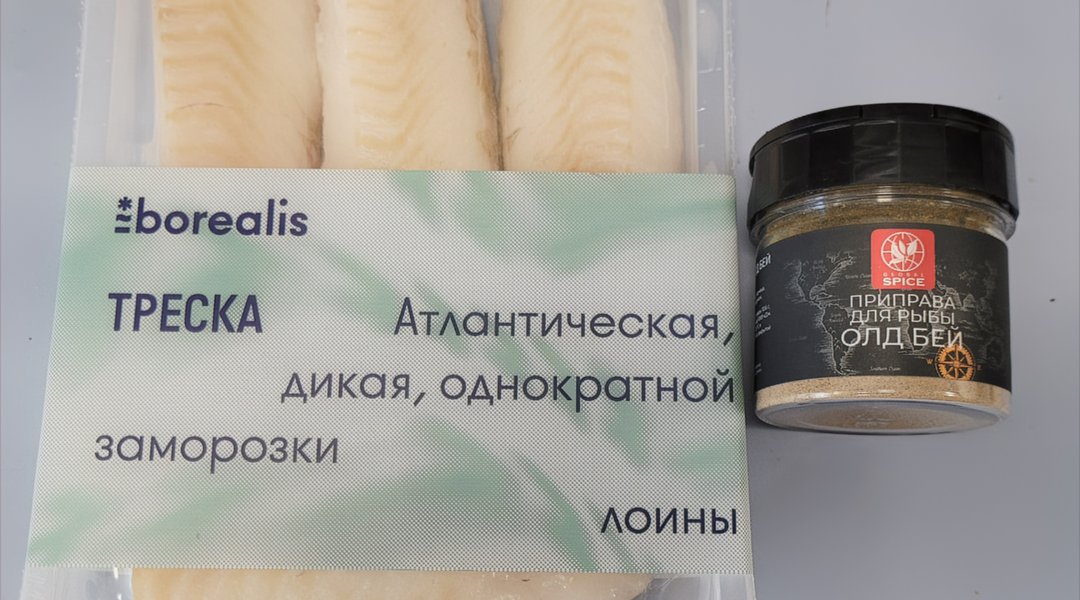 borealis
ТРЕСКА Атлантическая,
дикая, однократной
заморозки
лоины
GLOBAL
SPICE
ПРИПРАВА
ДЛЯ РЫБЫ
ОЛД БЕЙ